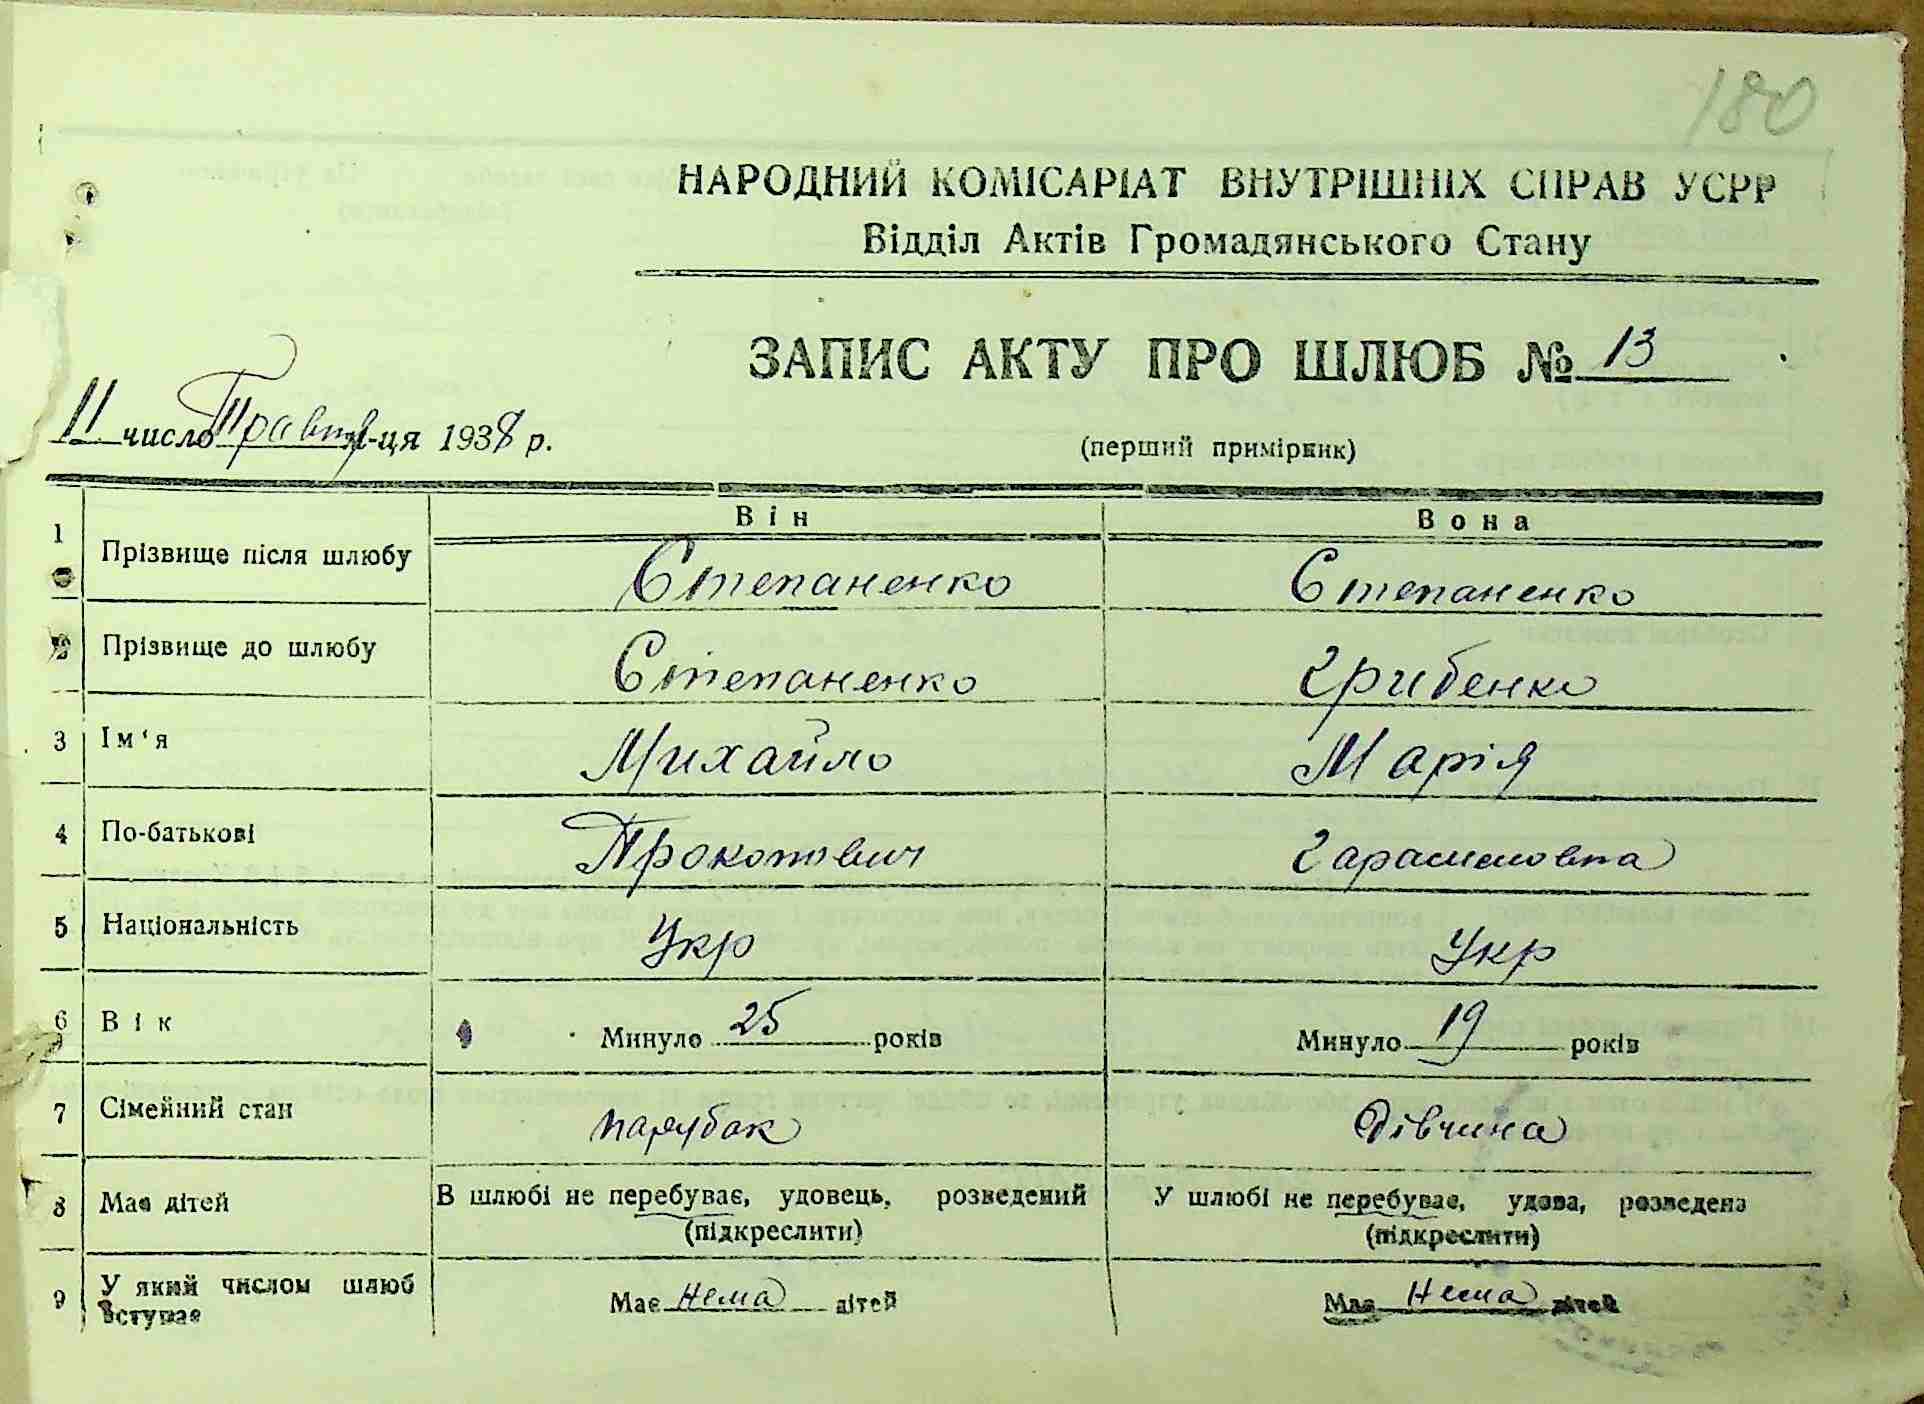 180
НАРОДНИЙ КОМІСАРІАТ ВНУТРІШНІХ СПРАВ УСРР
Відділ Актів Громадянського Стану
ЗАПИС АКТУ ПРО ШЛЮБ № 13
11 число Травня м-ця 1938 р.
(перший примірник)
Він Вона
1 Прізвище після шлюбу Степаненко Степаненко
2 Прізвище до шлюбу Степаненко Грибенко
3 Ім'я Михайло Марія
4 По-батькові Прокопович Гарасимовна
5 Національність Укр Укр
6 Вік Минуло 25 років Минуло 19 років
7 Сімейний стан парубок дівчина
8 Має дітей В шлюбі не перебуває, удовець, розведений У шлюбі не перебуває, удова, розведена
(підкреслити) (підкреслити)
9 У який числом шлюб
вступає Має нема дітей Має нема дітей